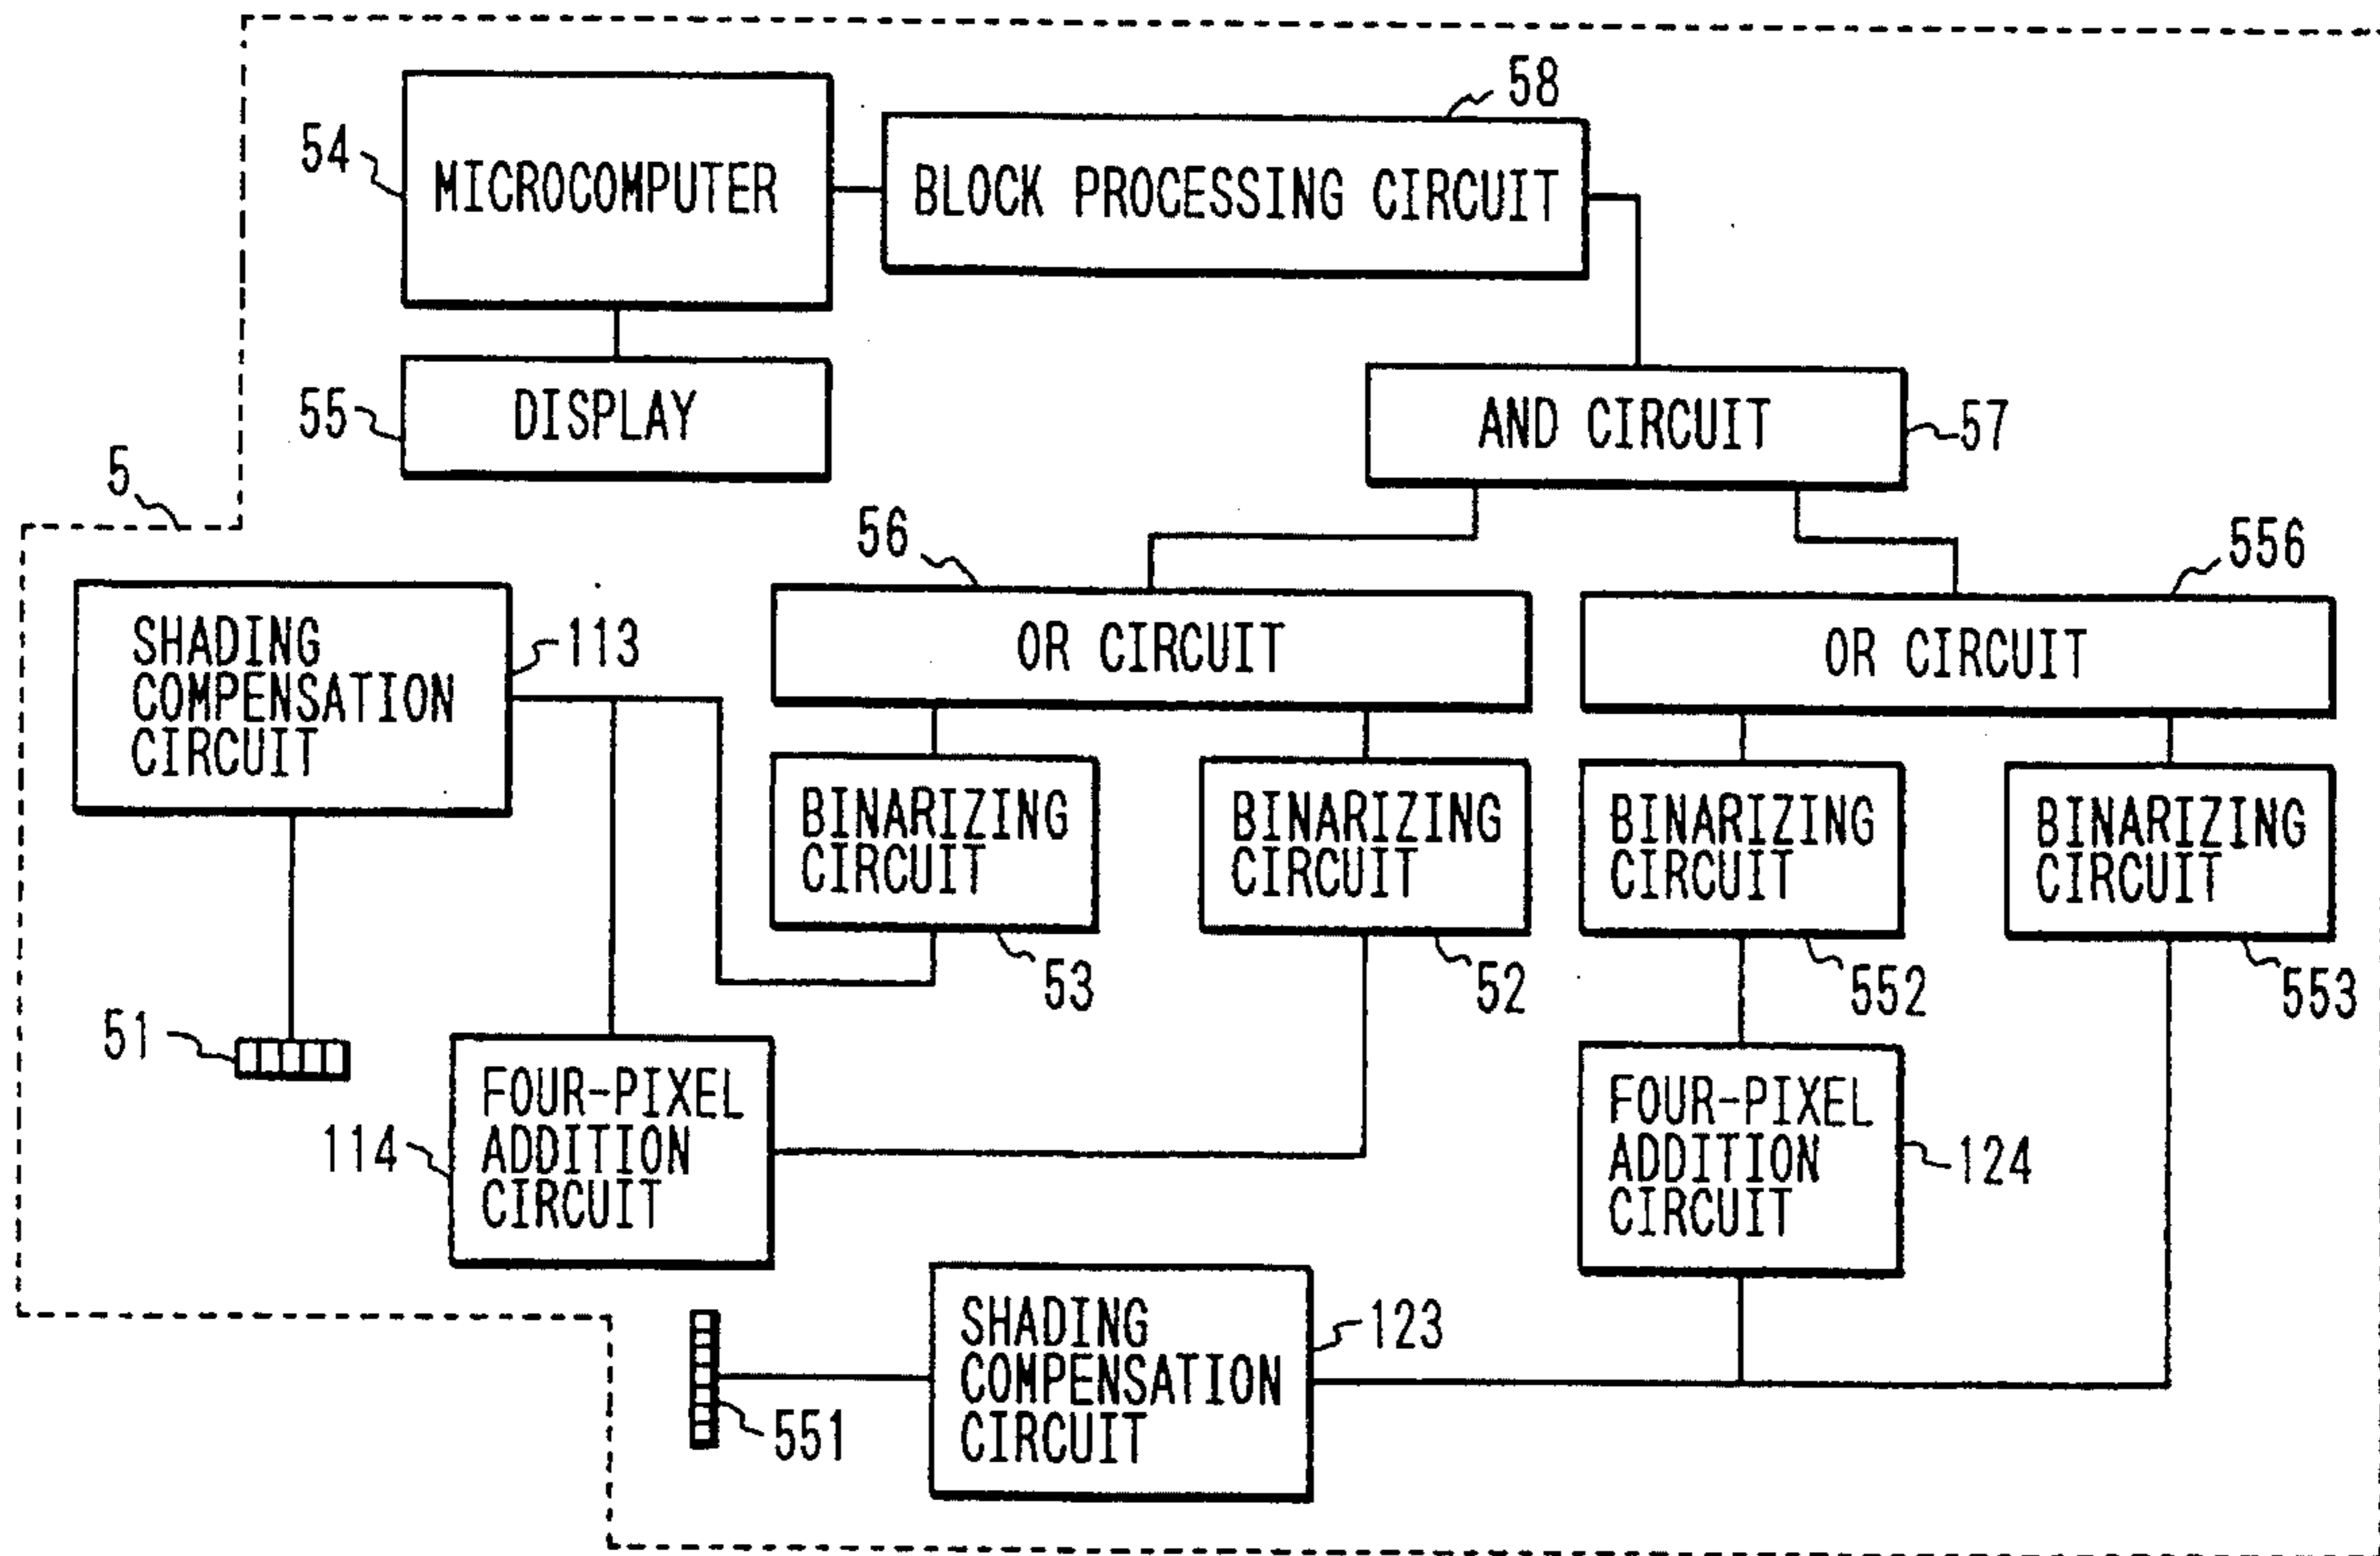 58
54
MICROCOMPUTER
BLOCK PROCESSING CIRCUIT
55
DISPLAY
AND CIRCUIT
57
5
56
556
SHADING
COMPENSATION
CIRCUIT
113
OR CIRCUIT
OR CIRCUIT
BINARIZING
CIRCUIT
BINARIZING
CIRCUIT
BINARIZING
CIRCUIT
BINARIZING
CIRCUIT
53
52
552
553
51
114
FOUR-PIXEL
ADDITION
CIRCUIT
FOUR-PIXEL
ADDITION
CIRCUIT
124
551
SHADING
COMPENSATION
CIRCUIT
123